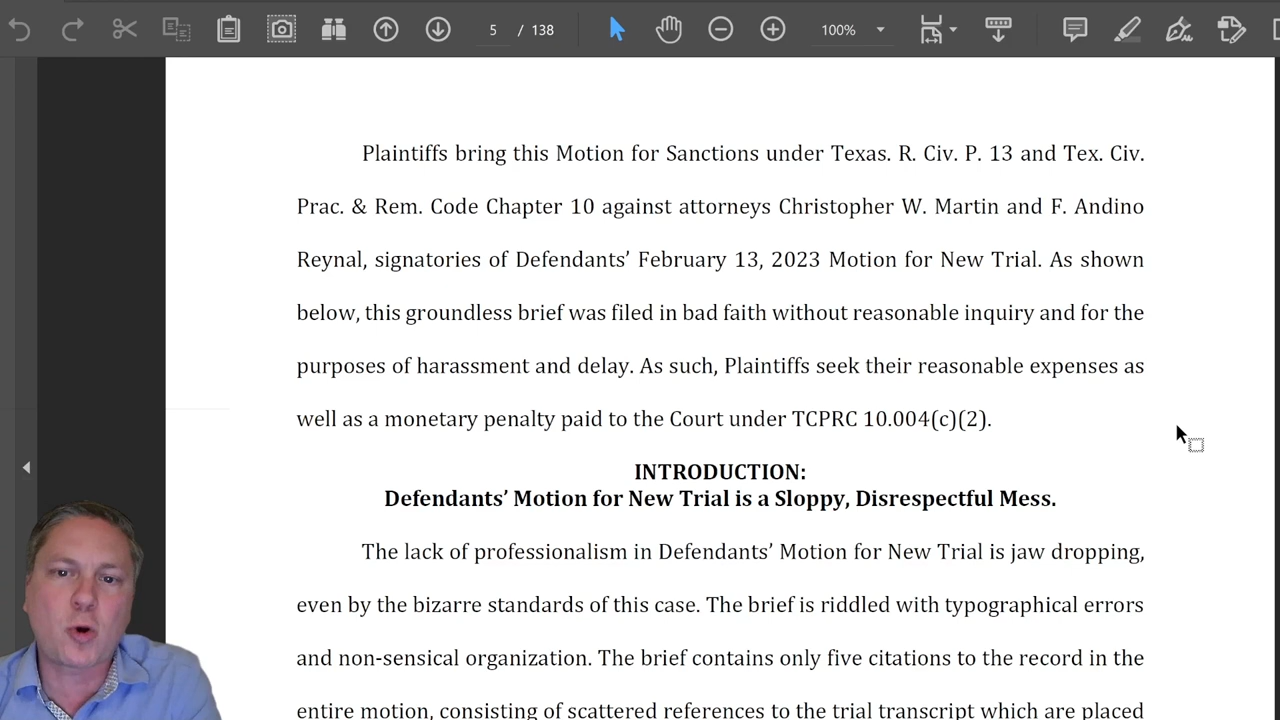 5 / 138
100%
Plaintiffs bring this Motion for Sanctions under Texas. R. Civ. P. 13 and Tex. Civ.
Prac. & Rem. Code Chapter 10 against attorneys Christopher W. Martin and F. Andino
Reynal, signatories of Defendants’ February 13, 2023 Motion for New Trial. As shown
below, this groundless brief was filed in bad faith without reasonable inquiry and for the
purposes of harassment and delay. As such, Plaintiffs seek their reasonable expenses as
well as a monetary penalty paid to the Court under TCPRC 10.004(c)(2).
INTRODUCTION:
Defendants’ Motion for New Trial is a Sloppy, Disrespectful Mess.
The lack of professionalism in Defendants’ Motion for New Trial is jaw dropping,
even by the bizarre standards of this case. The brief is riddled with typographical errors
and non-sensical organization. The brief contains only five citations to the record in the
entire motion, consisting of scattered references to the trial transcript which are placed